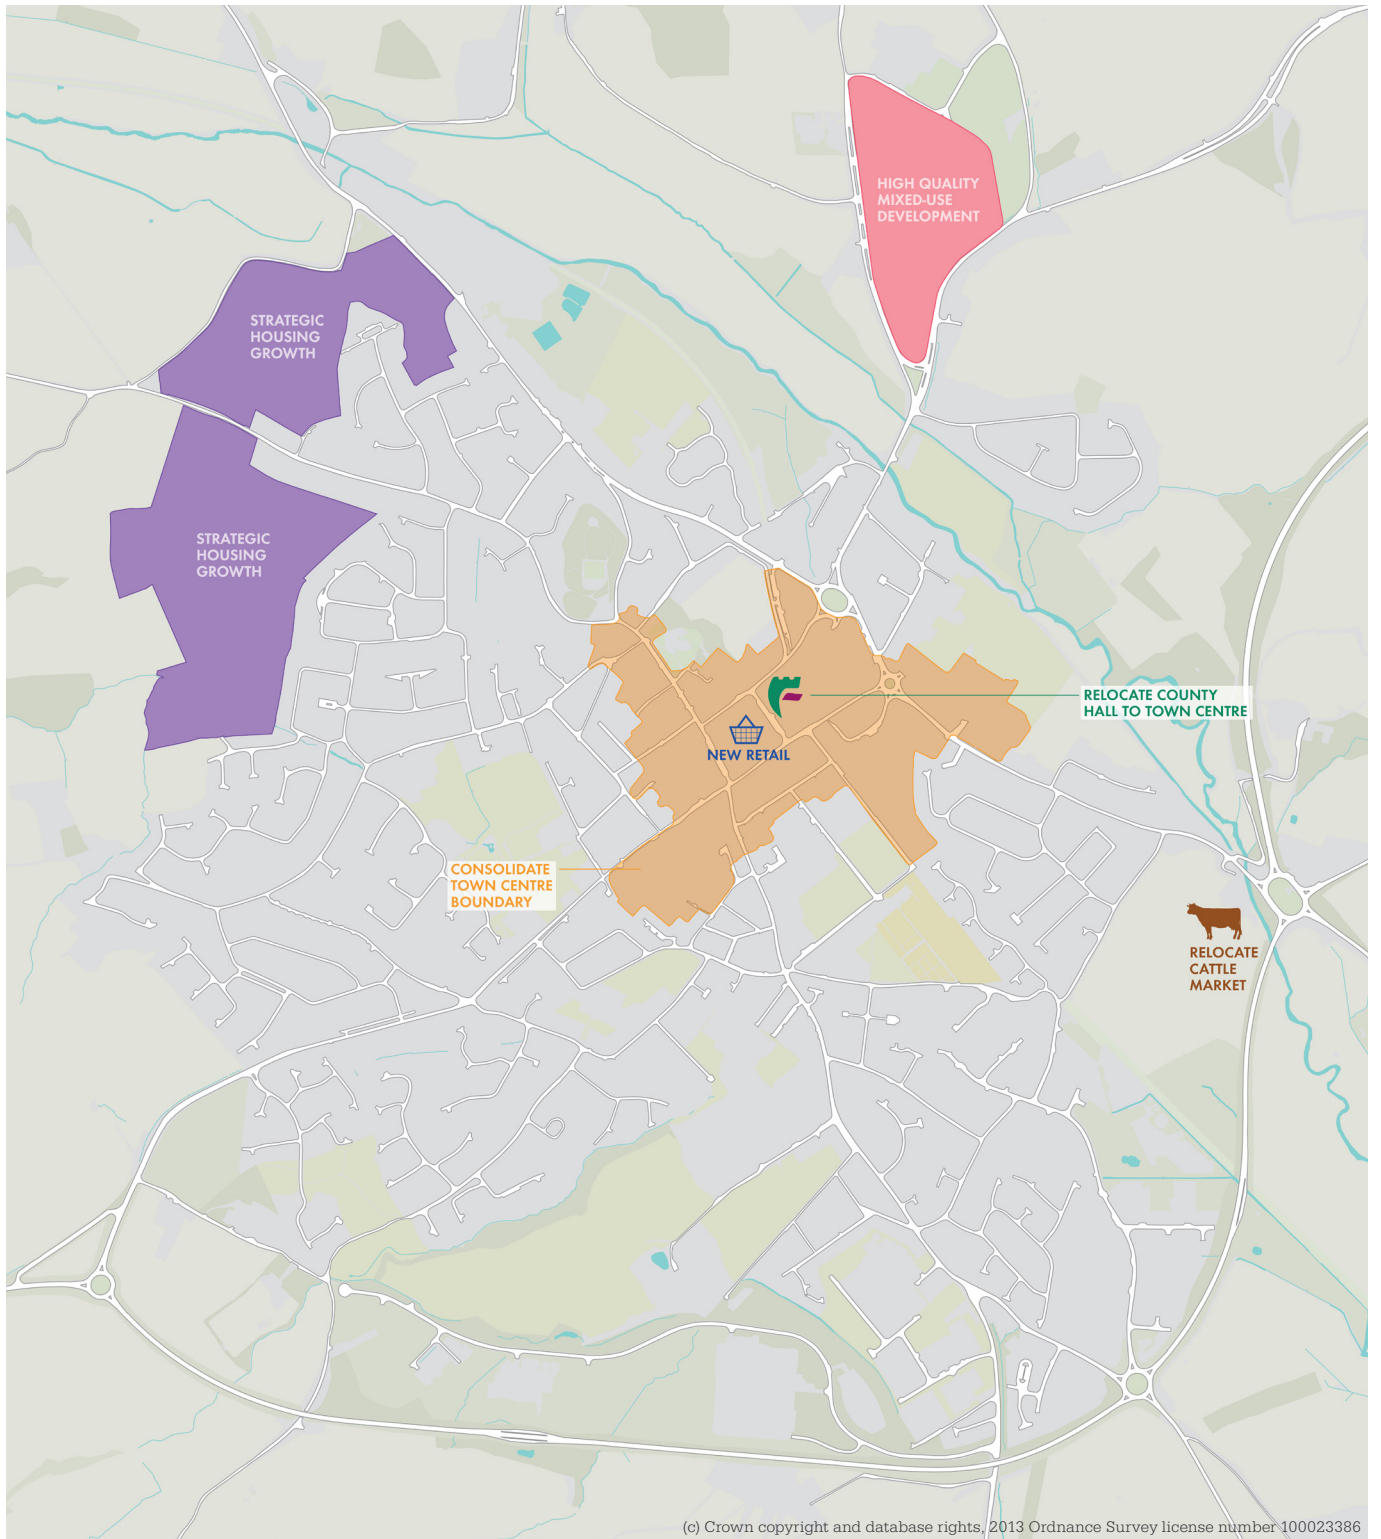 HIGH QUALITY
MIXED-USE
DEVELOPMENT
STRATEGIC
HOUSING
GROWTH
STRATEGIC
HOUSING
GROWTH
RELOCATE COUNTY
HALL TO TOWN CENTRE
NEW RETAIL
CONSOLIDATE
TOWN CENTRE
BOUNDARY
RELOCATE
CATTLE
MARKET
(c) Crown copyright and database rights, 2013 Ordnance Survey license number 100023386